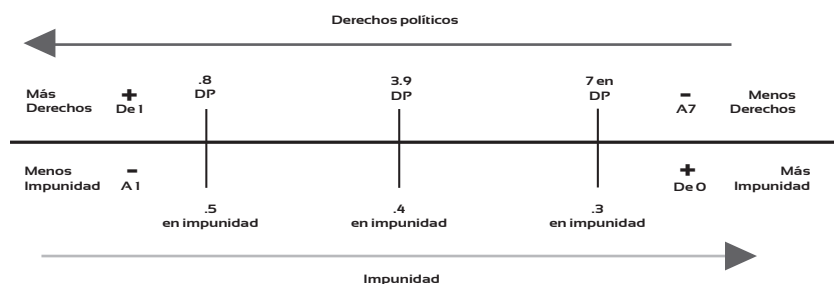 Derechos políticos
Más
Derechos
+
De 1
.8
DP
3.9
DP
7 en
DP
-
A 7
Menos
Derechos
Menos
Impunidad
-
A 1
.5
en impunidad
.4
en impunidad
.3
en impunidad
+
De 0
Más
Impunidad
Impunidad